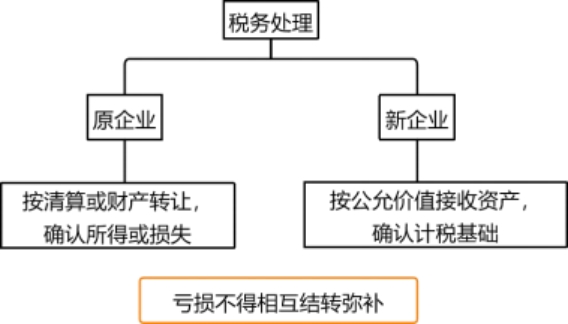 税务处理
原企业
新企业
按清算或财产转让，
确认所得或损失
按公允价值接收资产，
确认计税基础
亏损不得相互结转弥补